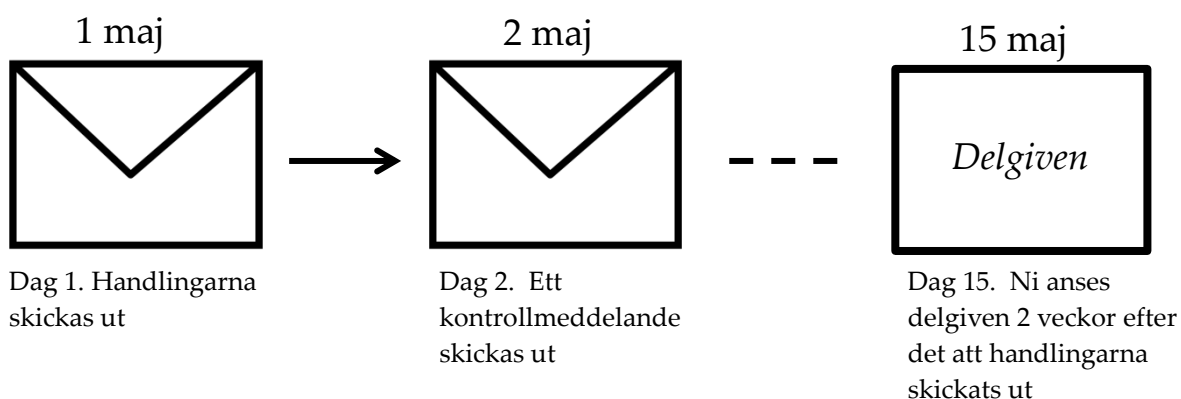 1 maj
2 maj
15 maj
Delgiven
Dag 1. Handlingarna
skickas ut
Dag 2. Ett
kontrollmeddelande
skickas ut
Dag 15. Ni anses
delgiven 2 veckor efter
det att handlingarna
skickats ut